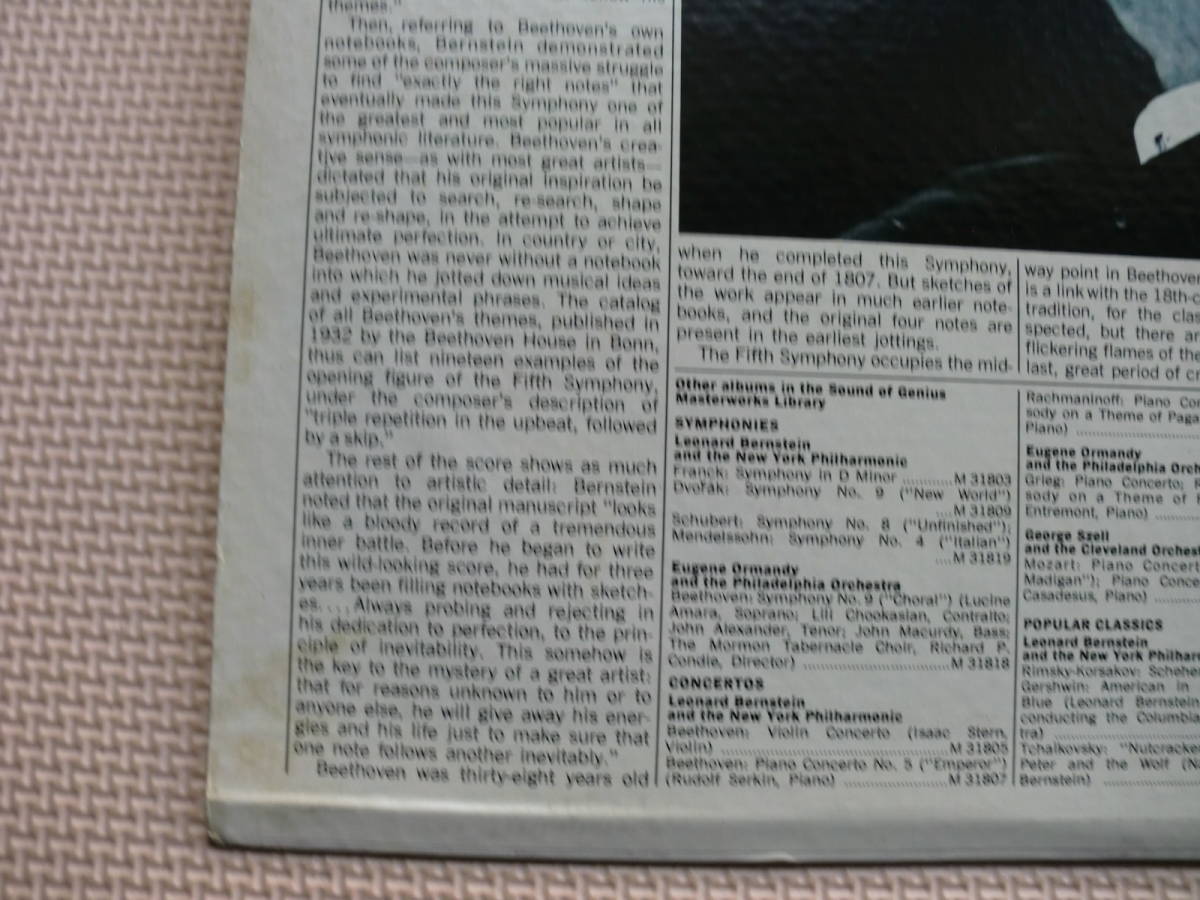 themes."
Then, referring to Beethoven's own
notebooks, Bernstein demonstrated
some of the composer's massive struggle
to find "exactly the right notes" that
eventually made this Symphony one of
the greatest and most popular in all
symphonic literature. Beethoven's crea-
tive sense—as with most great artists—
dictated that his original inspiration be
subjected to search, re-search, shape
and re-shape, in the attempt to achieve
ultimate perfection. In country or city,
Beethoven was never without a notebook
into which he jotted down musical ideas
and experimental phrases. The catalog
of all Beethoven's themes, published in
1932 by the Beethoven House in Bonn,
thus can list nineteen examples of the
opening figure of the Fifth Symphony,
under the composer's description of
"triple repetition in the upbeat, followed
by a skip."
The rest of the score shows as much
attention to artistic detail: Bernstein
noted that the original manuscript "looks
like a bloody record of a tremendous
inner battle. Before he began to write
this wild-looking score, he had for three
years been filling notebooks with sketch-
es.... Always probing and rejecting in
his dedication to perfection, to the prin-
ciple of inevitability. This somehow is
the key to the mystery of a great artist:
that for reasons unknown to him or to
anyone else, he will give away his ener-
gies and his life just to make sure that
one note follows another inevitably."
Beethoven was thirty-eight years old
when he completed this Symphony,
toward the end of 1807. But sketches of
the work appear in much earlier note-
books, and the original four notes are
present in the earliest jottings.
The Fifth Symphony occupies the mid-
way point in Beethove
is a link with the 18th-c
tradition, for the clas
spected, but there ar
flickering flames of the
last, great period of cr
Other albums in the Sound of Genius
Masterworks Library
SYMPHONIES
Leonard Bernstein
and the New York Philharmonic
Franck: Symphony in D Minor ...........M 31803
Dvořák: Symphony No. 9 ("New World")
....M 31809
Schubert: Symphony No. 8 ("Unfinished");
Mendelssohn: Symphony No. 4 ("Italian")
....M 31819
Eugene Ormandy
and the Philadelphia Orchestra
Beethoven: Symphony No. 9 ("Choral") (Lucine
Amara, Soprano; Lili Chookasian, Contralto;
John Alexander, Tenor; John Macurdy, Bass;
The Mormon Tabernacle Choir, Richard P.
Condie, Director) ..............................M 31818
CONCERTOS
Leonard Bernstein
and the New York Philharmonic
Beethoven: Violin Concerto (Isaac Stern,
Violin) ..............................................M 31805
Beethoven: Piano Concerto No. 5 ("Emperor")
(Rudolf Serkin, Piano) ......................M 31807
Rachmaninoff: Piano Con
sody on a Theme of Paga
Piano) ..................
Eugene Ormandy
and the Philadelphia Orch
Grieg: Piano Concerto; R
sody on a Theme of
Entremont, Piano) ..........
George Szell
and the Cleveland Orchest
Mozart: Piano Concert
Madigan"); Piano Conce
Casadesus, Piano) ..........
POPULAR CLASSICS
Leonard Bernstein
and the New York Philharm
Rimsky-Korsakov: Schehe
Gershwin: American in
Blue (Leonard Bernstein
conducting the Columbia
tra) ..................
Tchaikovsky: "Nutcracke
Peter and the Wolf (Na
Bernstein) ..................